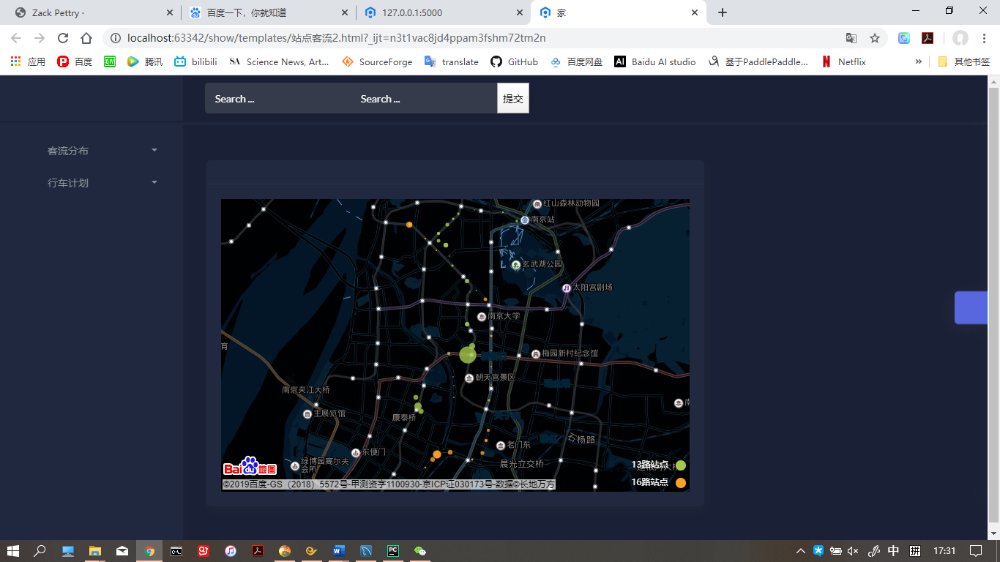 Zack Pettry ·
百度一下，你就知道
127.0.0.1:5000
家
localhost:63342/show/templates/站点客流2.html?_ijt=n3t1vac8jd4ppam3fshm72tm2n
应用
百度
腾讯
bilibili
SA
Science News, Art...
SourceForge
translate
GitHub
百度网盘
AI
Baidu AI studio
基于PaddlePaddle...
Netflix
»
其他书签
Search ...
Search ...
提交
客流分布
行车计划
红山森林动物园
南京站
玄武湖公园
太阳宫剧场
南京大学
育
梅园新村纪念馆
朝天宫景区
南京夹江大桥
主展览馆
康泰桥
石杨路
老门东
东便门
绿博园高尔夫
会所
晨光立交桥
13路站点
16路站点
Bai du 地图
©2019百度-GS（2018）5572号-甲测资字1100930-京ICP证030173号-数据©长地万方
中
拼
17:31